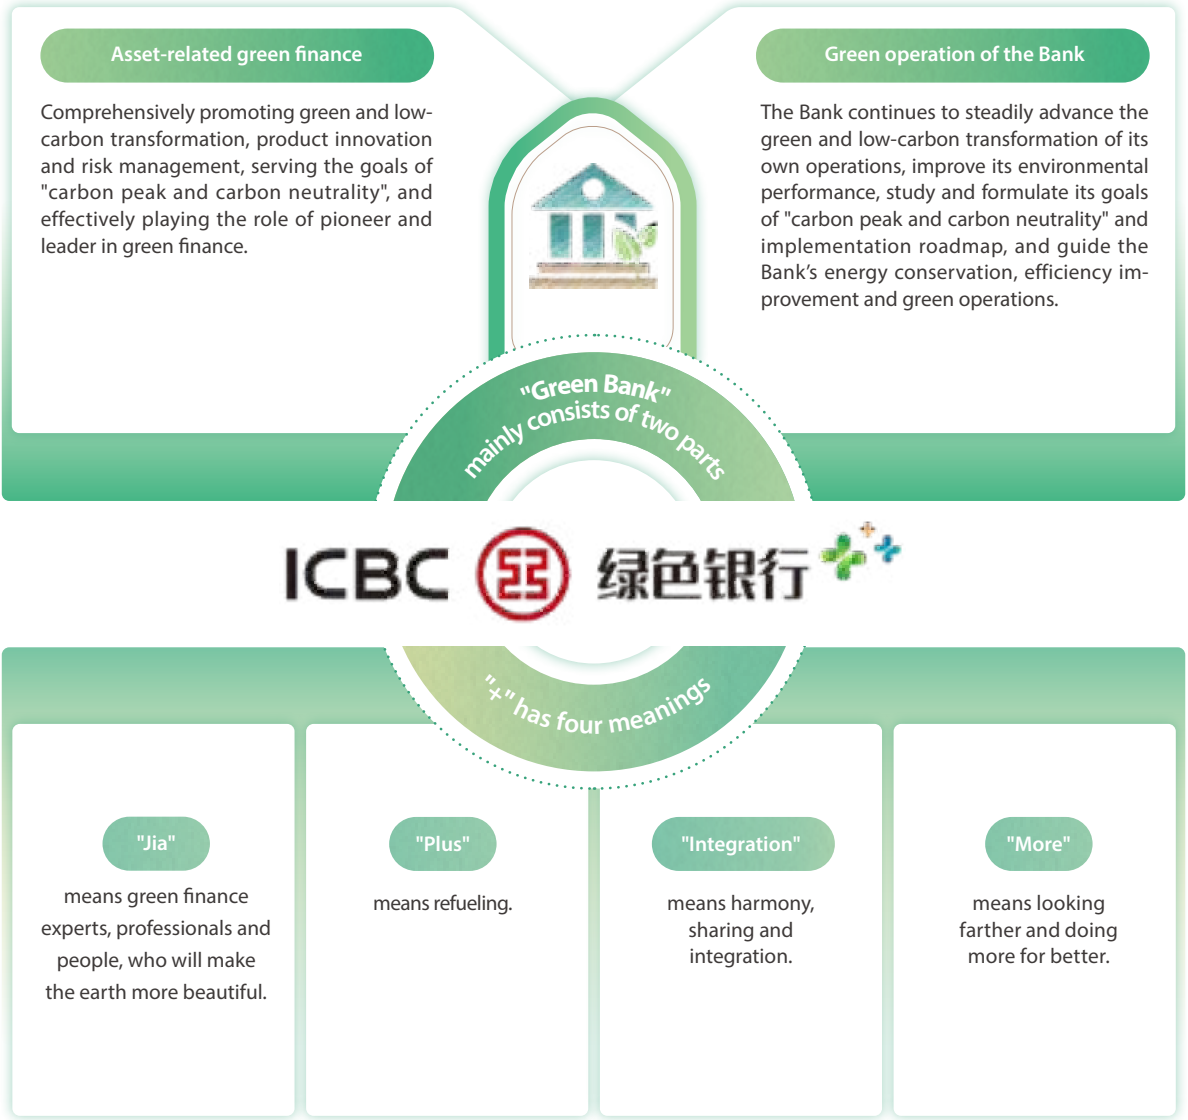 Asset-related green finance
Comprehensively promoting green and low-
carbon transformation, product innovation
and risk management, serving the goals of
"carbon peak and carbon neutrality", and
effectively playing the role of pioneer and
leader in green finance.
Green operation of the Bank
The Bank continues to steadily advance the
green and low-carbon transformation of its
own operations, improve its environmental
performance, study and formulate its goals
of "carbon peak and carbon neutrality" and
implementation roadmap, and guide the
Bank's energy conservation, efficiency im-
provement and green operations.
"Green Bank"
mainly consists of two parts
ICBC 绿色银行
"+" has four meanings
"Jia"
means green finance
experts, professionals and
people, who will make
the earth more beautiful.
"Plus"
means refueling.
"Integration"
means harmony,
sharing and
integration.
"More"
means looking
farther and doing
more for better.